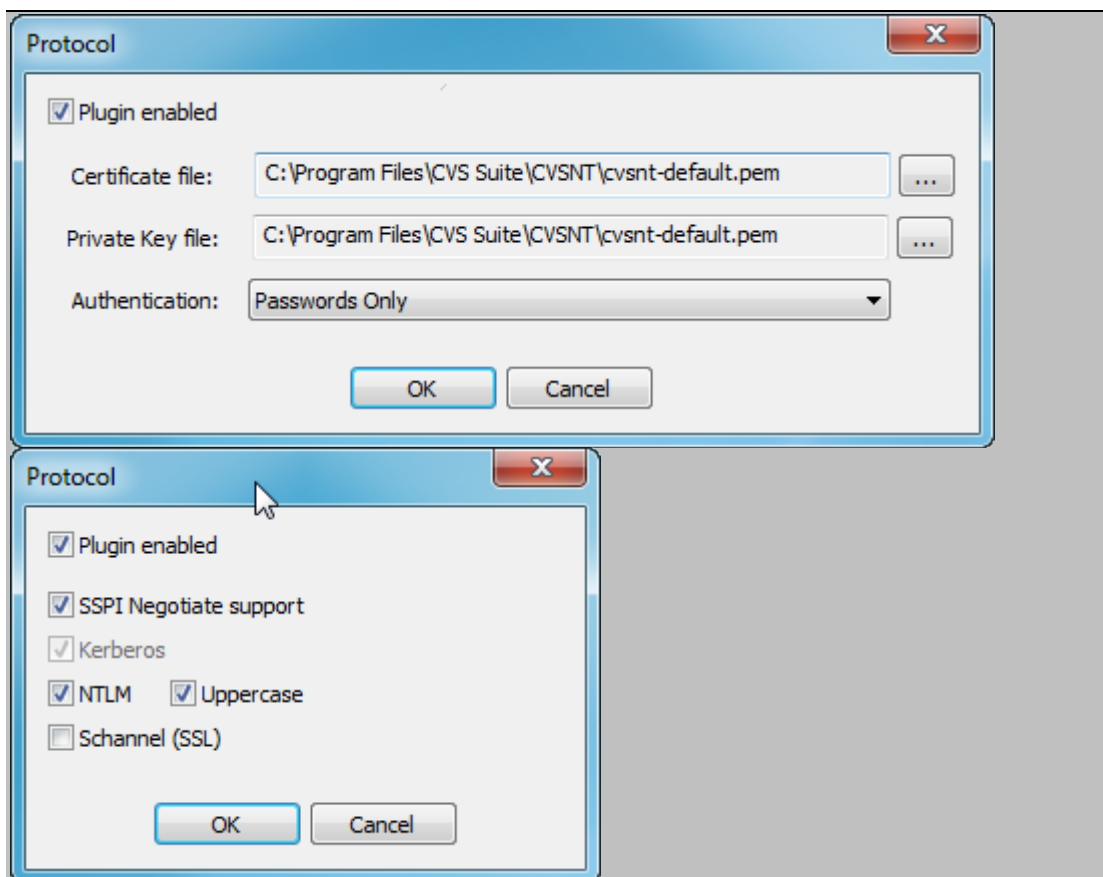 Protocol
Plugin enabled
Certificate file: C:\Program Files\CVS Suite\CVSNT\cvsnt-default.pem ...
Private Key file: C:\Program Files\CVS Suite\CVSNT\cvsnt-default.pem ...
Authentication: Passwords Only
OK Cancel
Protocol
Plugin enabled
SSPI Negotiate support
Kerberos
NTLM Uppercase
Schannel (SSL)
OK Cancel